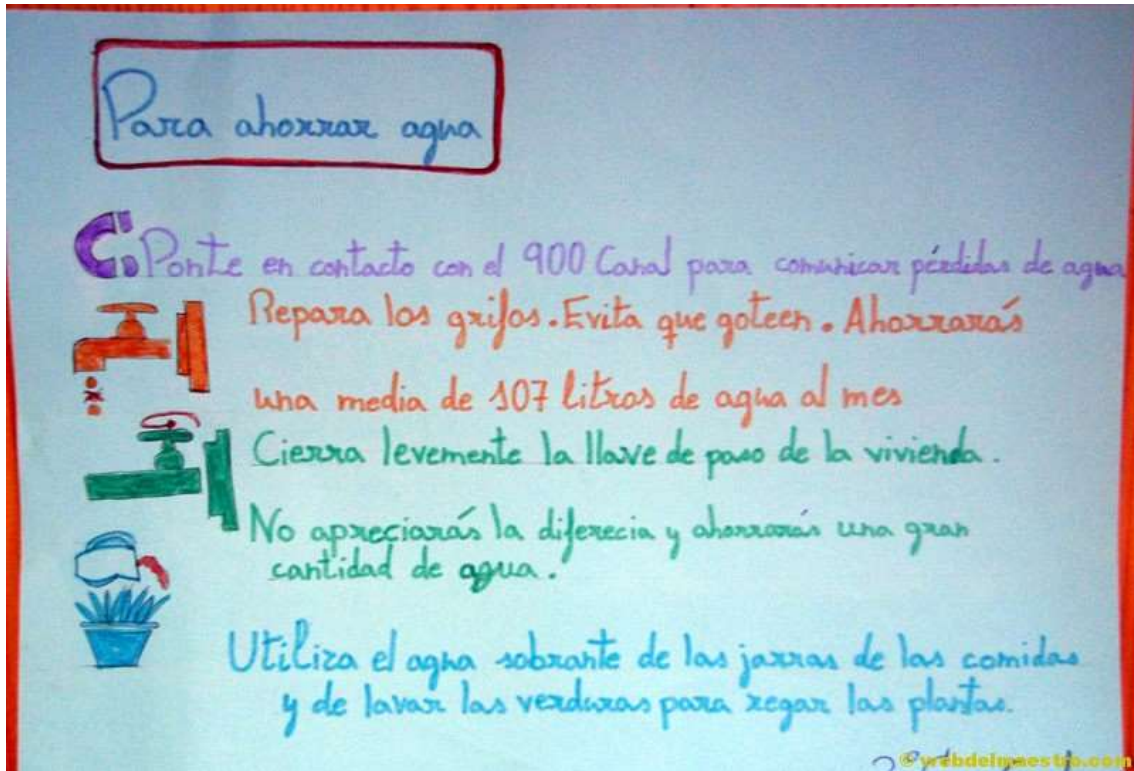 Para ahorrar agua
Ponte en contacto con el 900 Canal para comunicar pérdidas de agua
Repara los grifos. Evita que goteen. Ahorrarás
una media de 107 litros de agua al mes
Cierra levemente la llave de paso de la vivienda.
No apreciarás la diferecia y ahorrarás una gran
cantidad de agua.
Utiliza el agua sobrante de las jarras de las comidas
y de lavar las verduras para regar las plantas.
©webdelmaestro.com